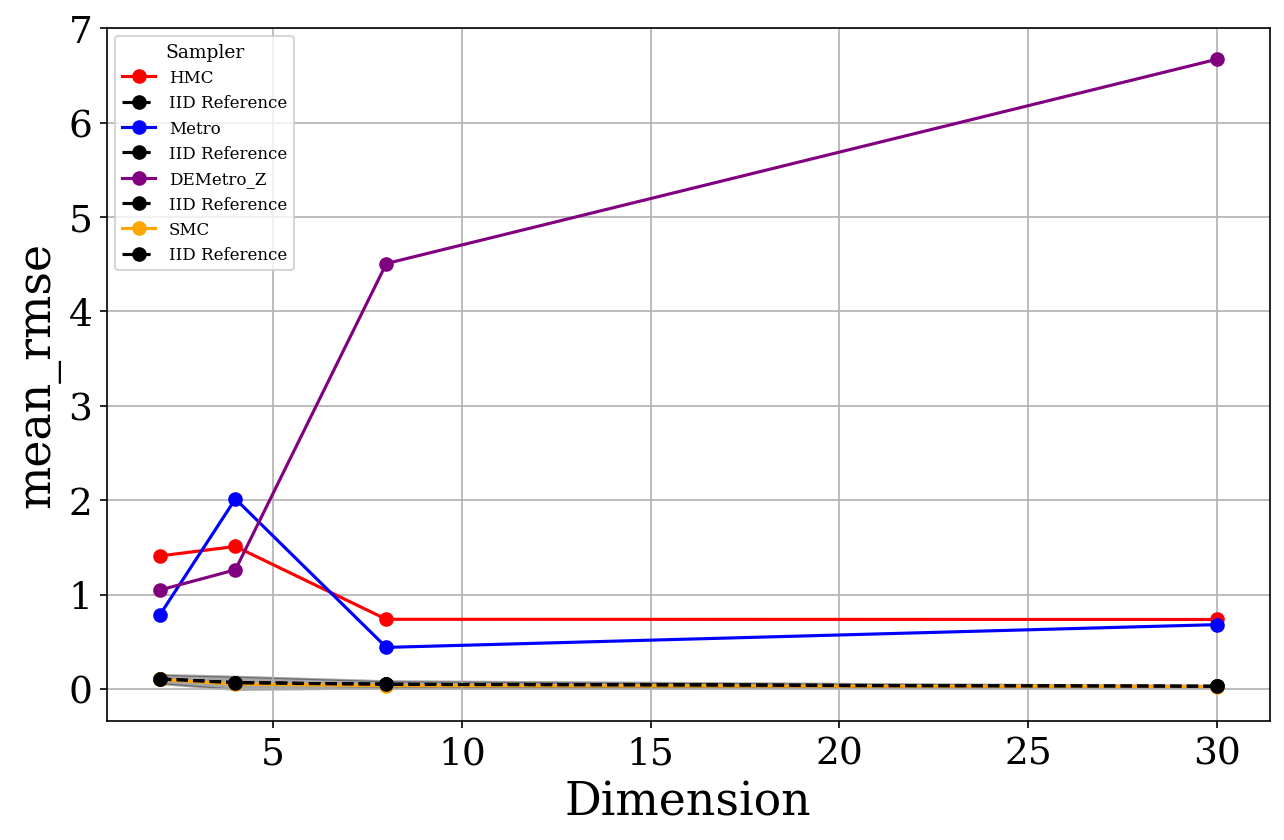 7
6
5
4
3
2
1
0
mean_rmse
Sampler
HMC
IID Reference
Metro
IID Reference
DEMetro_Z
IID Reference
SMC
IID Reference
5 10 15 20 25 30
Dimension